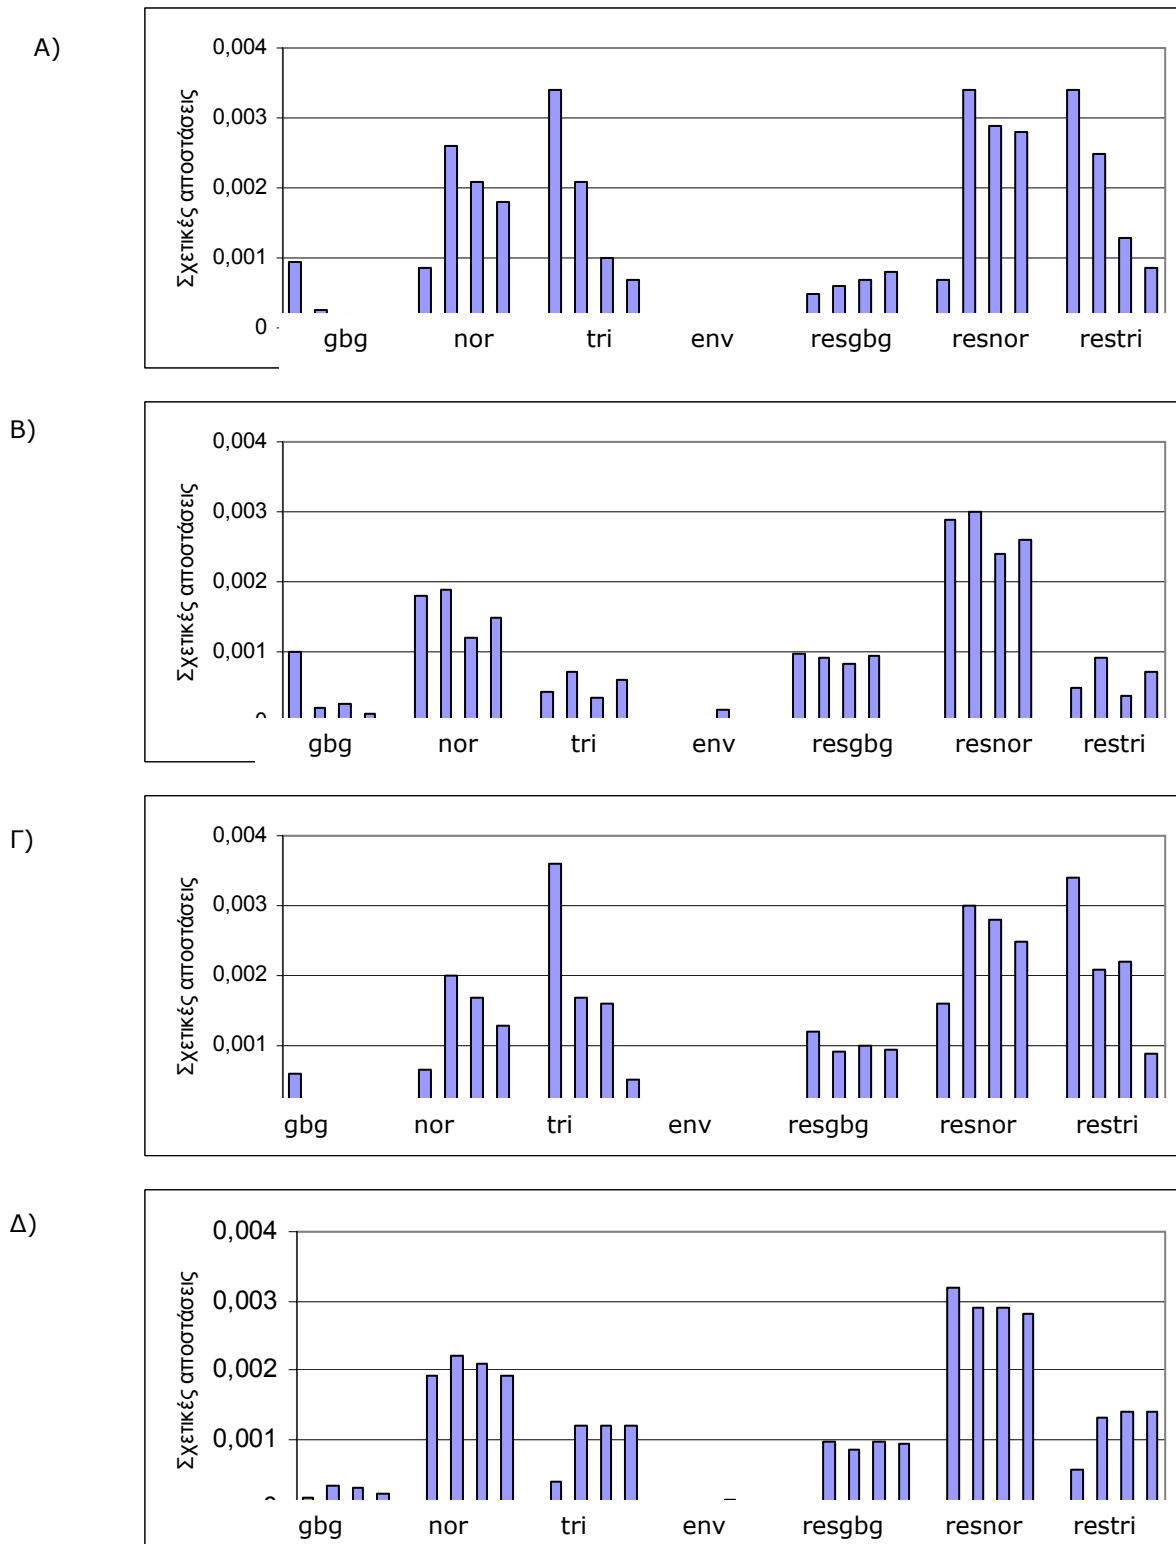 Α)
Σχετικές αποστάσεις
0,004
0,003
0,002
0,001
0
gbg nor tri env resgbg resnor restri
Β)
Σχετικές αποστάσεις
0,004
0,003
0,002
0,001
0
gbg nor tri env resgbg resnor restri
Γ)
Σχετικές αποστάσεις
0,004
0,003
0,002
0,001
gbg nor tri env resgbg resnor restri
Δ)
Σχετικές αποστάσεις
0,004
0,003
0,002
0,001
0
gbg nor tri env resgbg resnor restri